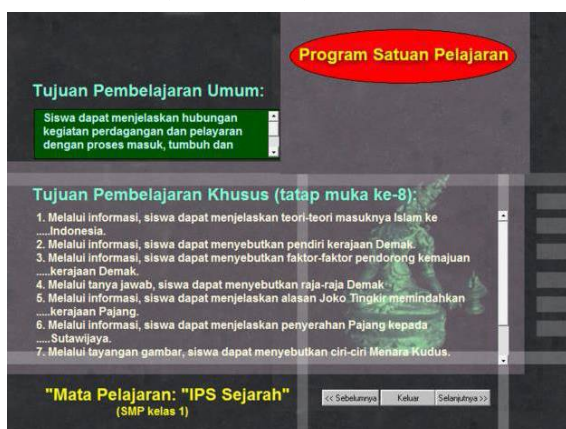 Program Satuan Pelajaran
Tujuan Pembelajaran Umum:
Siswa dapat menjelaskan hubungan
kegiatan perdagangan dan pelayaran
dengan proses masuk, tumbuh dan
Tujuan Pembelajaran Khusus (tatap muka ke-8):
1. Melalui informasi, siswa dapat menjelaskan teori-teori masuknya Islam ke
.....Indonesia.
2. Melalui informasi, siswa dapat menyebutkan pendiri kerajaan Demak.
3. Melalui informasi, siswa dapat menyebutkan faktor-faktor pendorong kemajuan
.....kerajaan Demak.
4. Melalui tanya jawab, siswa dapat menyebutkan raja-raja Demak
5. Melalui informasi, siswa dapat menjelaskan alasan Joko Tingkir memindahkan
.....kerajaan Pajang.
6. Melalui informasi, siswa dapat menjelaskan penyerahan Pajang kepada
.....Sutawijaya.
7. Melalui tayangan gambar, siswa dapat menyebutkan ciri-ciri Menara Kudus.
"Mata Pelajaran: "IPS Sejarah"
(SMP kelas 1)
<< Sebelumnya Keluar Selanjutnya >>